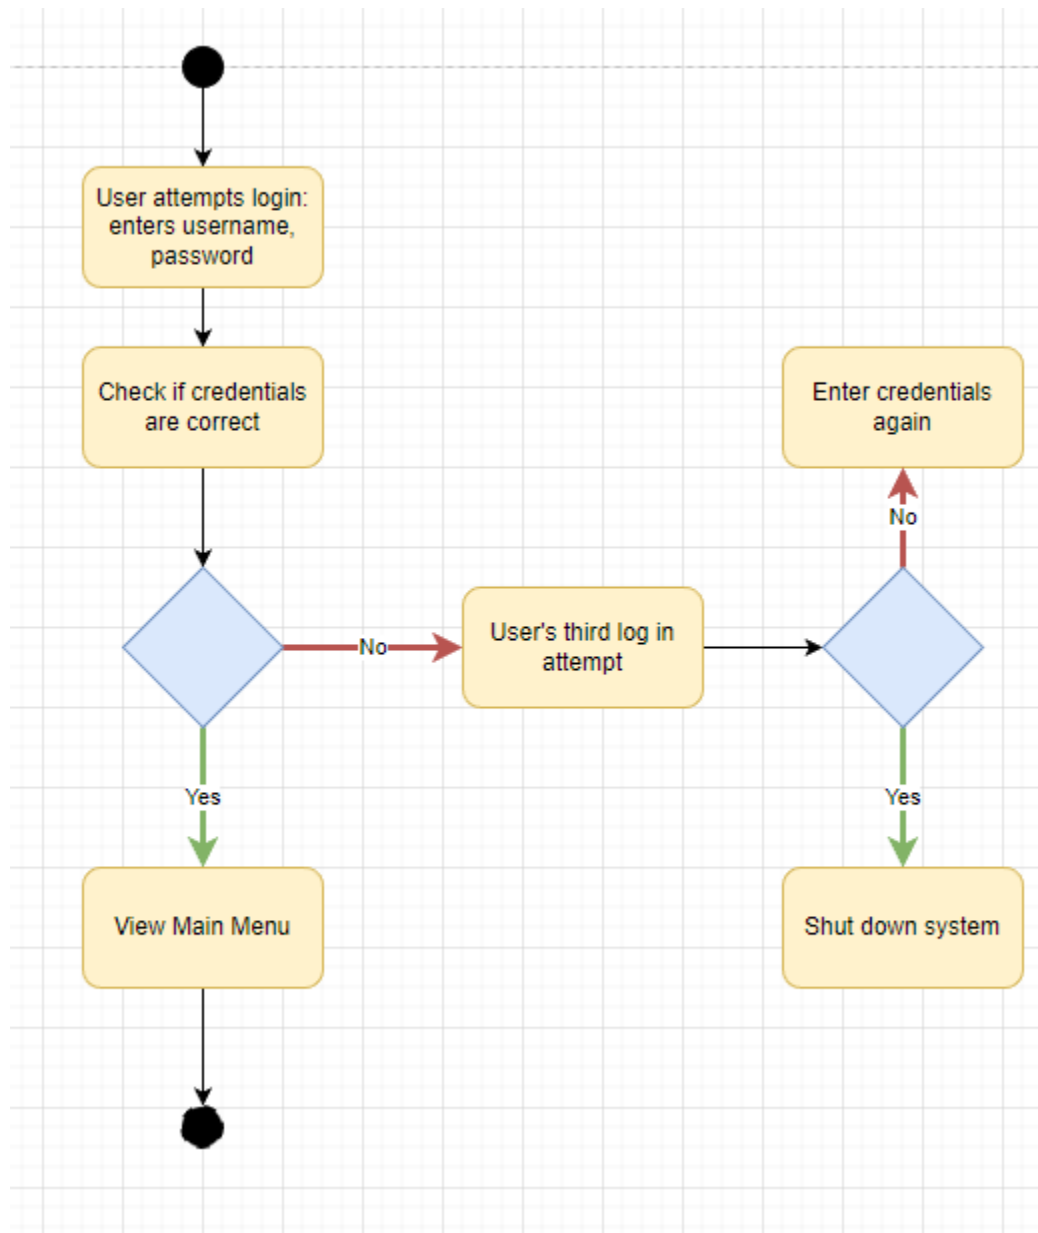 User attempts login:
enters username,
password
Check if credentials
are correct
Enter credentials
again
No
No
User's third log in
attempt
Yes
Yes
View Main Menu
Shut down system